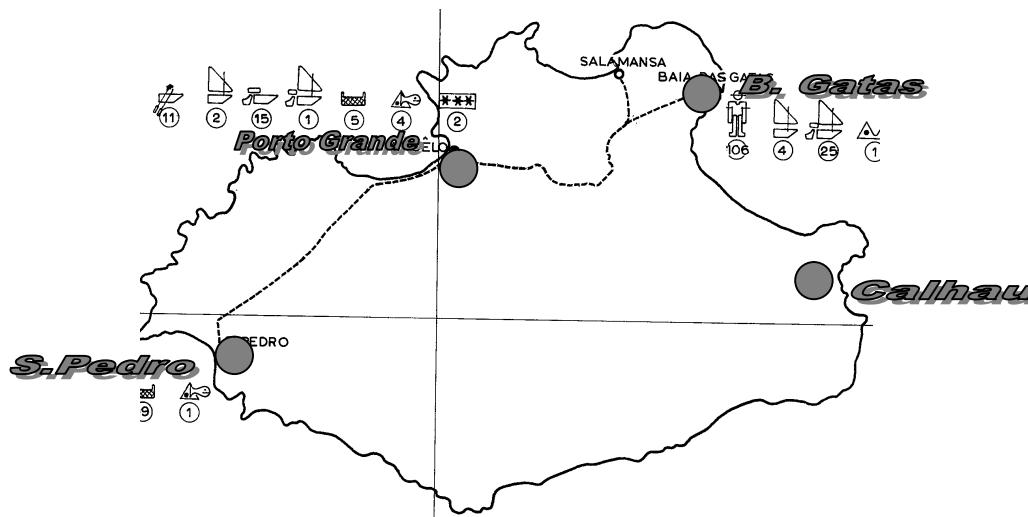 SALAMANSA
BAIA DAS GATAS
B. Gatas
11 2 15 1 5 4 2
Porto Grande
106 4 25 1
Calhau
PEDRO
S.Pedro
9 1